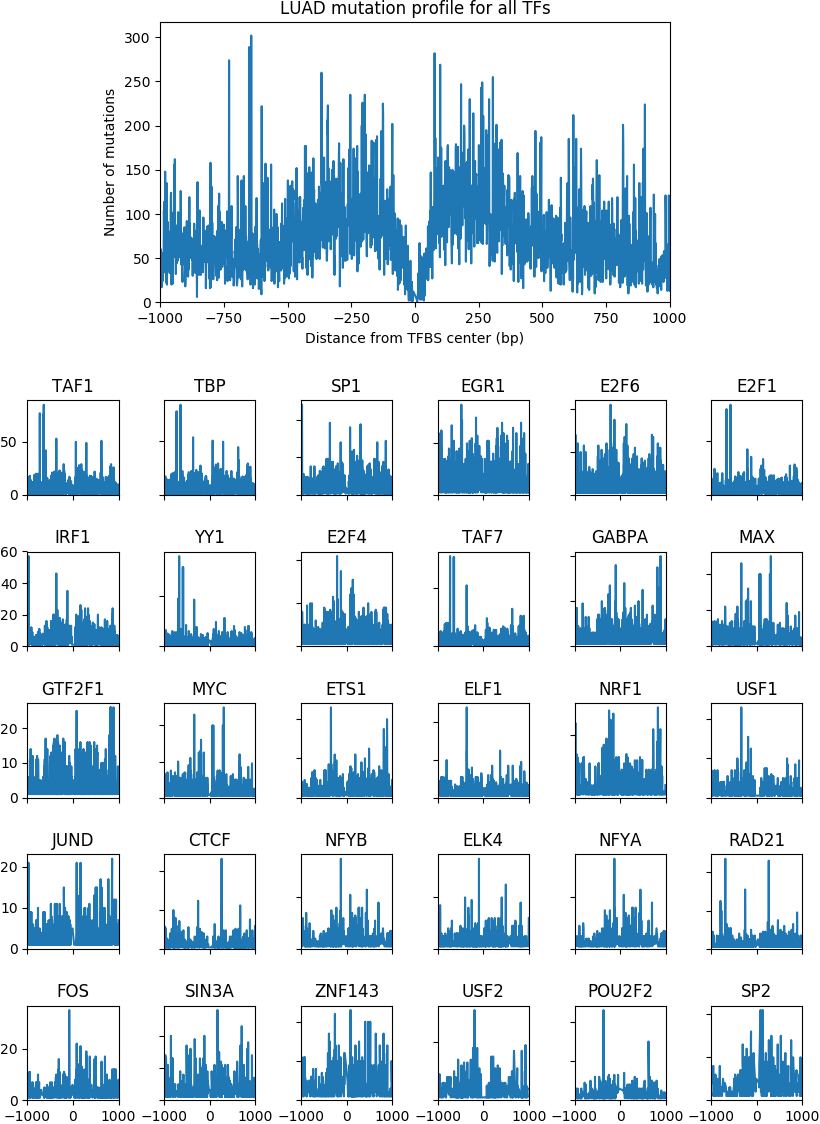 LUAD mutation profile for all TFs
300
250
200
150
100
50
0
Number of mutations
−1000 −750 −500 −250 0 250 500 750 1000
Distance from TFBS center (bp)
TAF1 TBP SP1 EGR1 E2F6 E2F1
50
0
IRF1 YY1 E2F4 TAF7 GABPA MAX
60
40
20
0
GTF2F1 MYC ETS1 ELF1 NRF1 USF1
20
10
0
JUND CTCF NFYB ELK4 NFYA RAD21
20
10
0
FOS SIN3A ZNF143 USF2 POU2F2 SP2
20
0
−1000 0 1000 −1000 0 1000 −1000 0 1000 −1000 0 1000 −1000 0 1000 −1000 0 1000